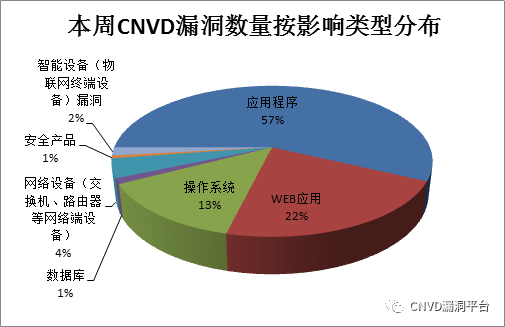 本周CNVD漏洞数量按影响类型分布
智能设备（物
联网终端设
备）漏洞
2%
应用程序
57%
安全产品
1%
网络设备（交
换机、路由器
等网络端设
备）
4%
操作系统
13%
WEB应用
22%
数据库
1%
CNVD漏洞平台